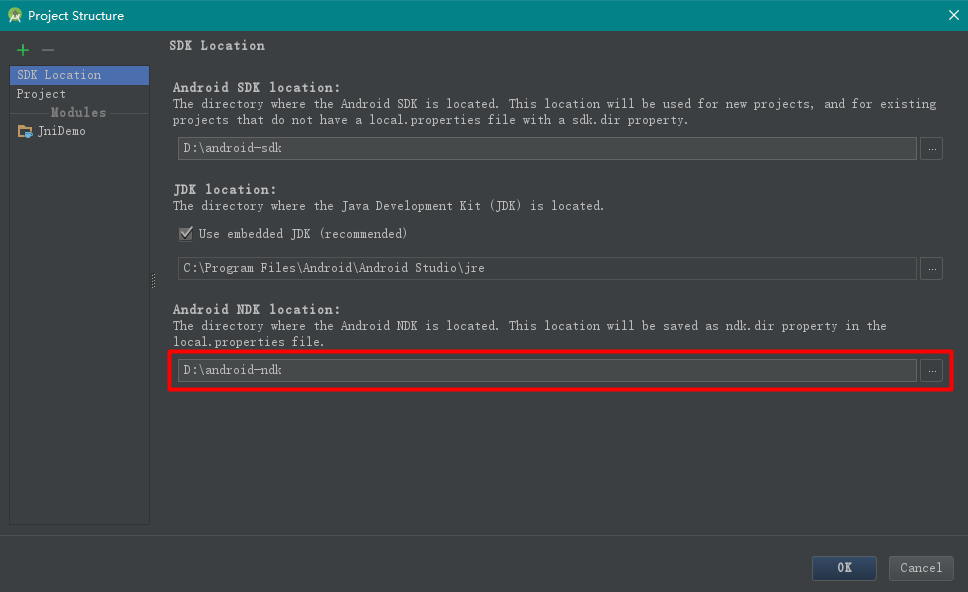 Project Structure
SDK Location
Project
Modules
JniDemo
SDK Location
Android SDK location:
The directory where the Android SDK is located. This location will be used for new projects, and for existing
projects that do not have a local.properties file with a sdk.dir property.
D:\android-sdk
...
JDK location:
The directory where the Java Development Kit (JDK) is located.
Use embedded JDK (recommended)
C:\Program Files\Android\Android Studio\jre
...
Android NDK location:
The directory where the Android NDK is located. This location will be saved as ndk.dir property in the
local.properties file.
D:\android-ndk
...
OK
Cancel